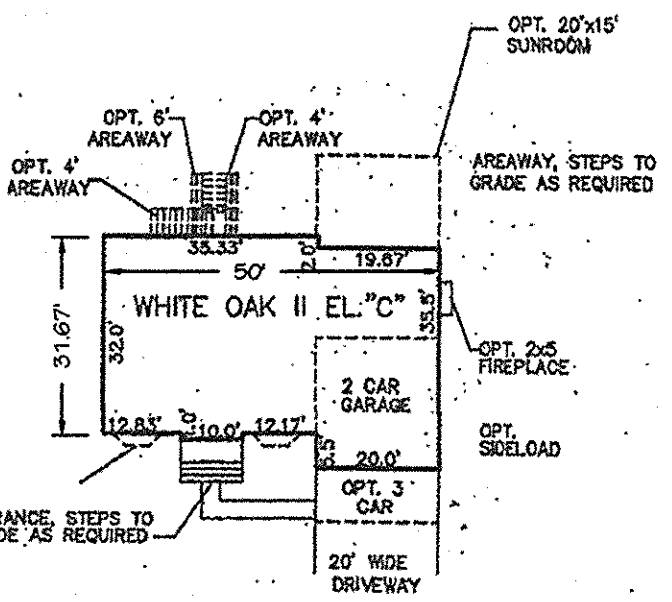 OPT. 20'x15'
SUNROOM
OPT. 6'
AREAWAY
OPT. 4'
AREAWAY
OPT. 4'
AREAWAY
AREAWAY, STEPS TO
GRADE AS REQUIRED
35.33'
2.0'
19.67'
50'
WHITE OAK II EL."C"
31.67'
32.0'
35.5'
OPT. 2x5
FIREPLACE
2 CAR
GARAGE
12.83'
.0'
10.0'
12.17'
5.5
20.0'
OPT.
SIDELOAD
OPT. 3
CAR
RANCE, STEPS TO
DE AS REQUIRED
20' WIDE
DRIVEWAY